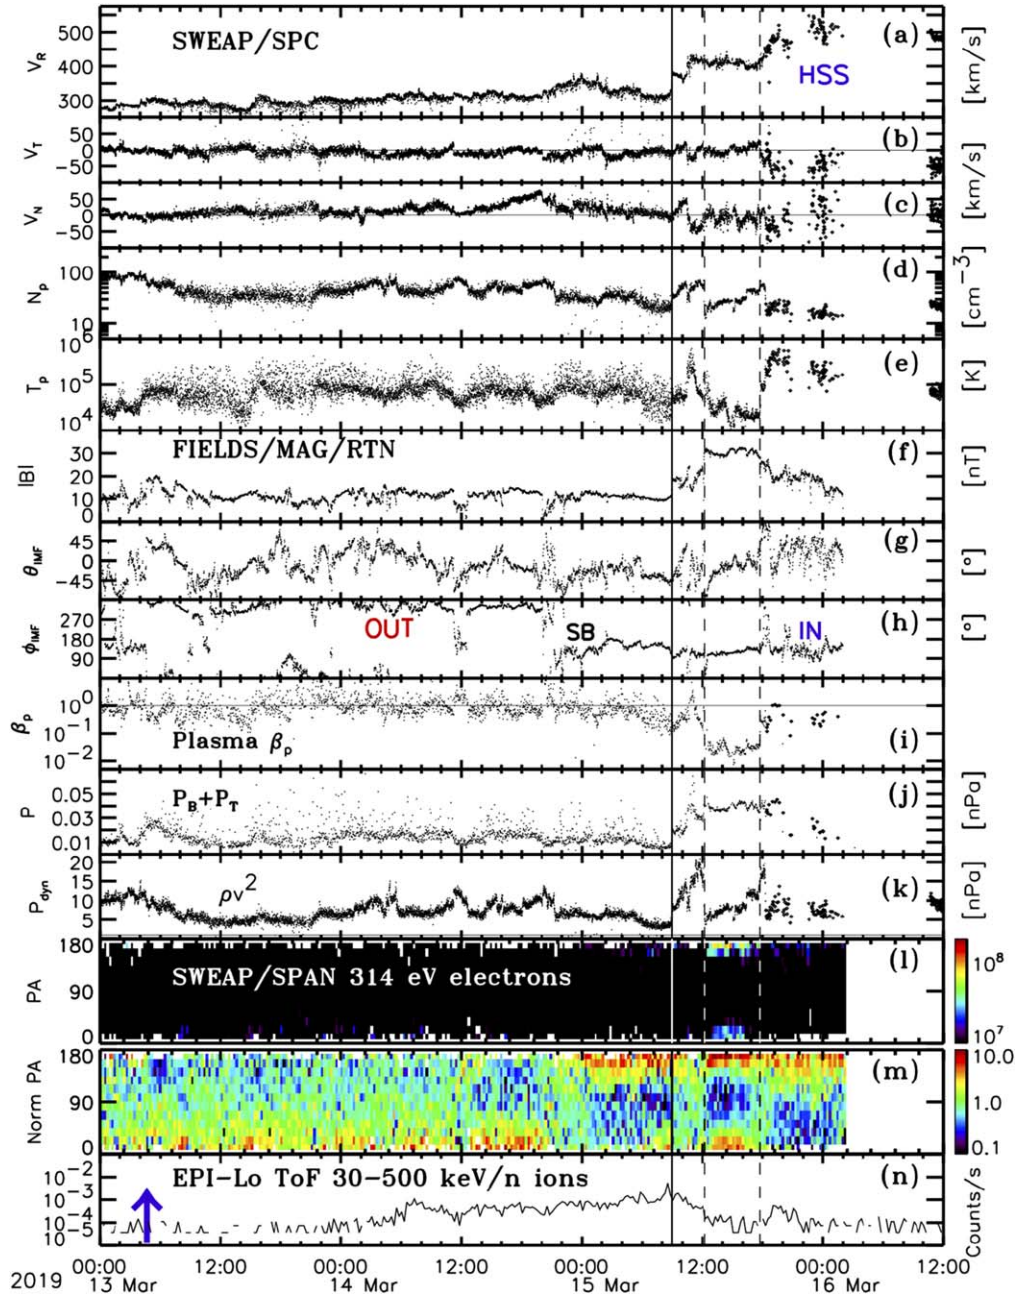 SWEAP/SPC
(a)
500
400
300
V_R
[km/s]
HSS
(b)
50
0
-50
V_T
[km/s]
(c)
50
0
-50
V_N
[km/s]
(d)
100
10
6
N_p
[cm^-3]
(e)
10^6
10^5
10^4
T_p
[K]
FIELDS/MAG/RTN
(f)
30
20
10
0
|B|
[nT]
(g)
45
0
-45
θ_IMF
[°]
(h)
270
180
90
ϕ_IMF
[°]
OUT
SB
IN
0
10^0
10^-1
10^-2
β_p
Plasma β_p
(i)
0.05
0.03
0.01
P
P_B+P_T
(j)
[nPa]
20
15
10
5
P_dyn
ρv^2
(k)
[nPa]
180
90
0
PA
SWEAP/SPAN 314 eV electrons
(l)
10^8
10^7
180
90
0
Norm PA
(m)
10.0
1.0
0.1
Counts/s
EPI-Lo ToF 30-500 keV/n ions
(n)
10^-2
10^-3
10^-4
10^-5
00:00 12:00 00:00 12:00 00:00 12:00 00:00 12:00
2019 13 Mar 14 Mar 15 Mar 16 Mar